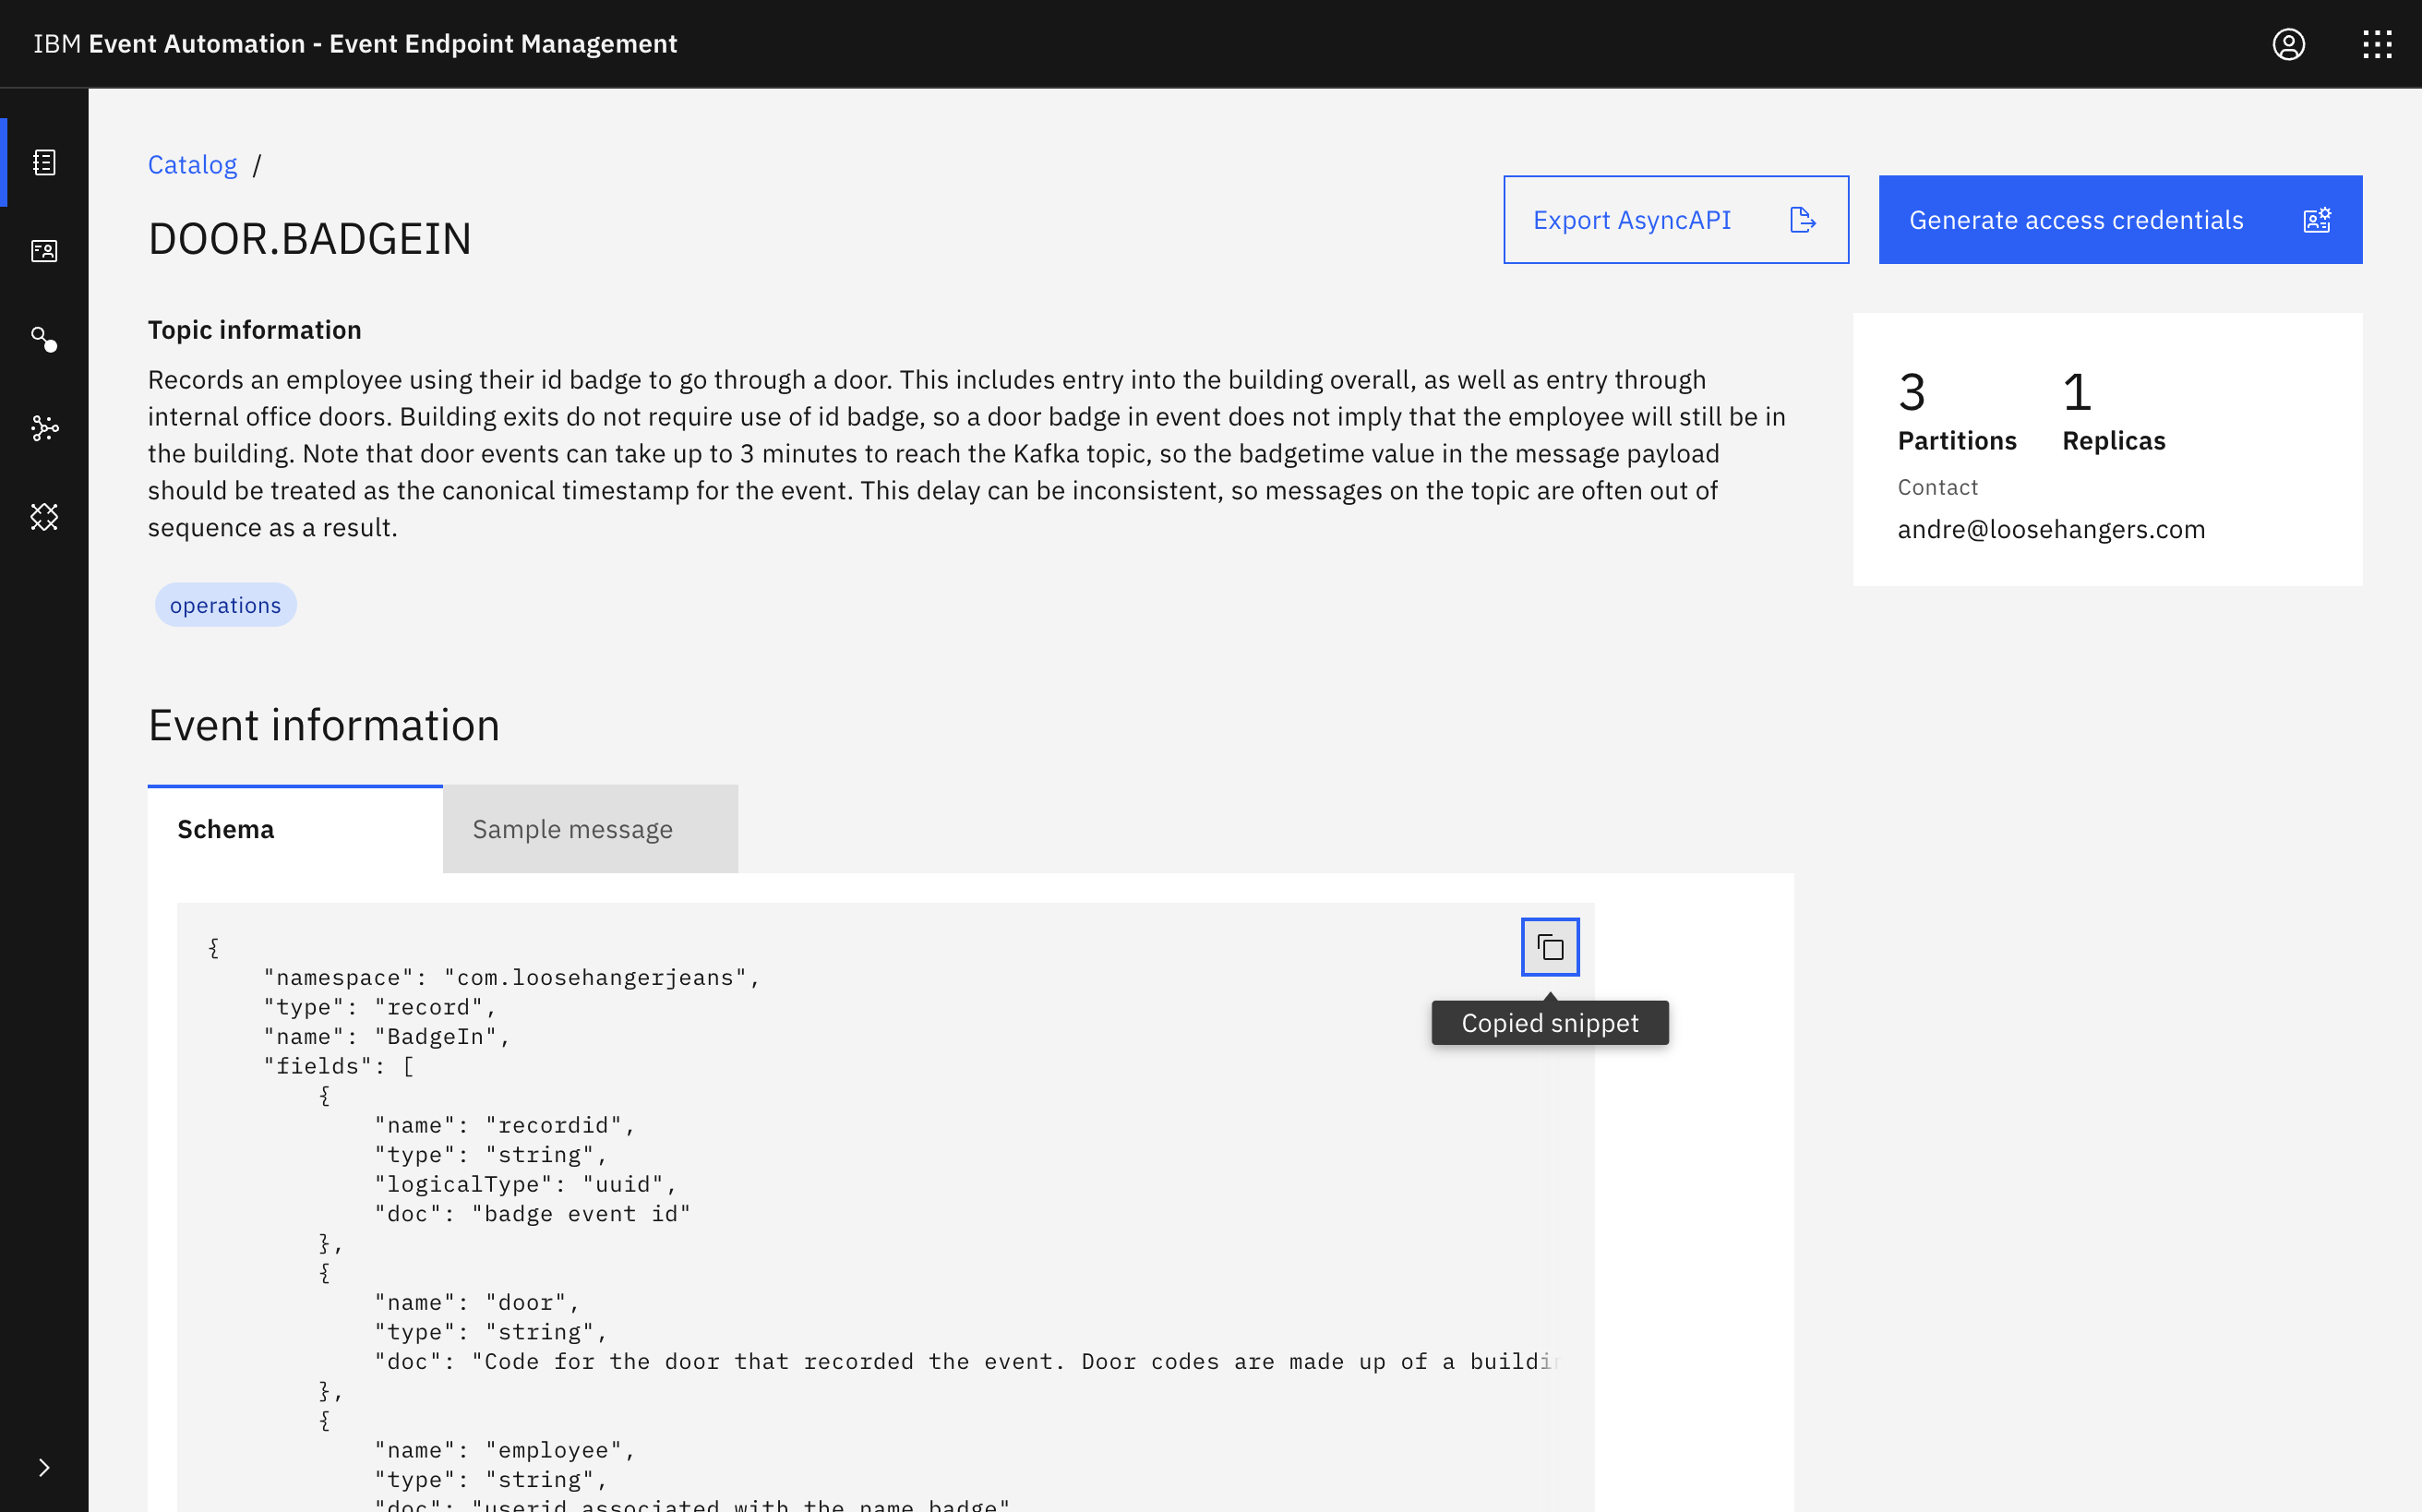 IBM Event Automation - Event Endpoint Management
Catalog /
DOOR.BADGEIN
Export AsyncAPI
Generate access credentials
Topic information
Records an employee using their id badge to go through a door. This includes entry into the building overall, as well as entry through
internal office doors. Building exits do not require use of id badge, so a door badge in event does not imply that the employee will still be in
the building. Note that door events can take up to 3 minutes to reach the Kafka topic, so the badgetime value in the message payload
should be treated as the canonical timestamp for the event. This delay can be inconsistent, so messages on the topic are often out of
sequence as a result.
3 1
Partitions Replicas
Contact
andre@loosehangers.com
operations
Event information
Schema
Sample message
{
    "namespace": "com.loosehangerjeans",
    "type": "record",
    "name": "BadgeIn",
    "fields": [
        {
            "name": "recordid",
            "type": "string",
            "logicalType": "uuid",
            "doc": "badge event id"
        },
        {
            "name": "door",
            "type": "string",
            "doc": "Code for the door that recorded the event. Door codes are made up of a buildi
        },
        {
            "name": "employee",
            "type": "string",
            "doc": "userid associated with the name badge"
Copied snippet